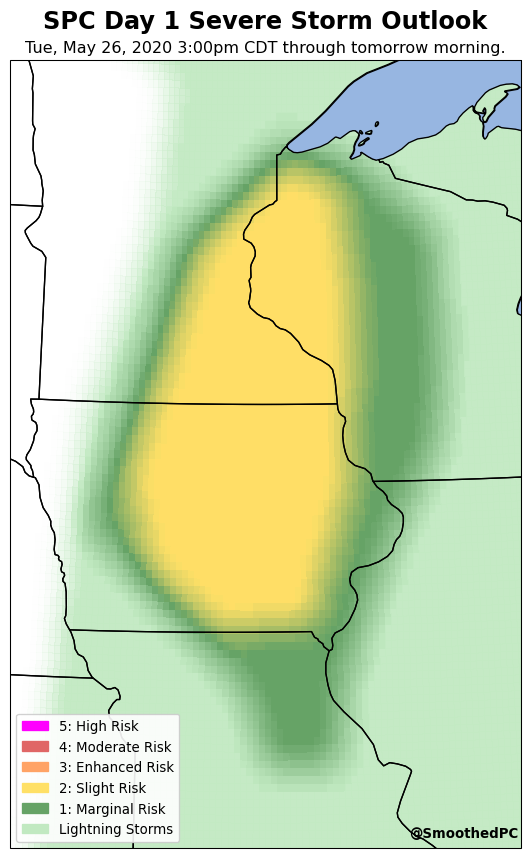 SPC Day 1 Severe Storm Outlook
Tue, May 26, 2020 3:00pm CDT through tomorrow morning.
5: High Risk
4: Moderate Risk
3: Enhanced Risk
2: Slight Risk
1: Marginal Risk
Lightning Storms
@SmoothedPC